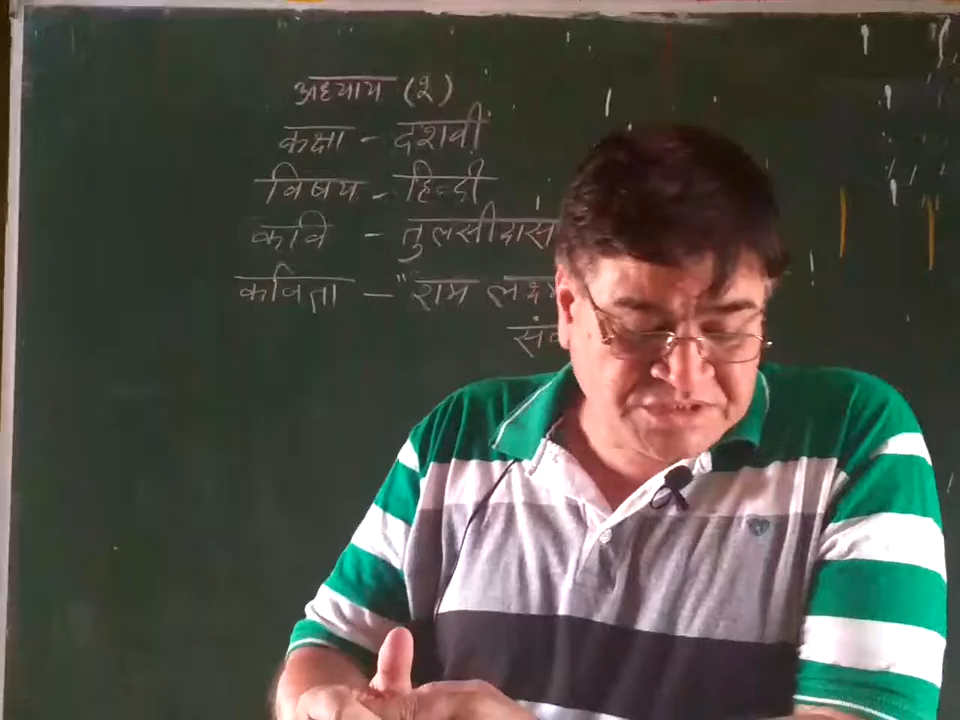 अध्याय (२)
कक्षा - दशवीं
विषय - हिन्दी
कवि - तुलसीदास
कविता - "राम